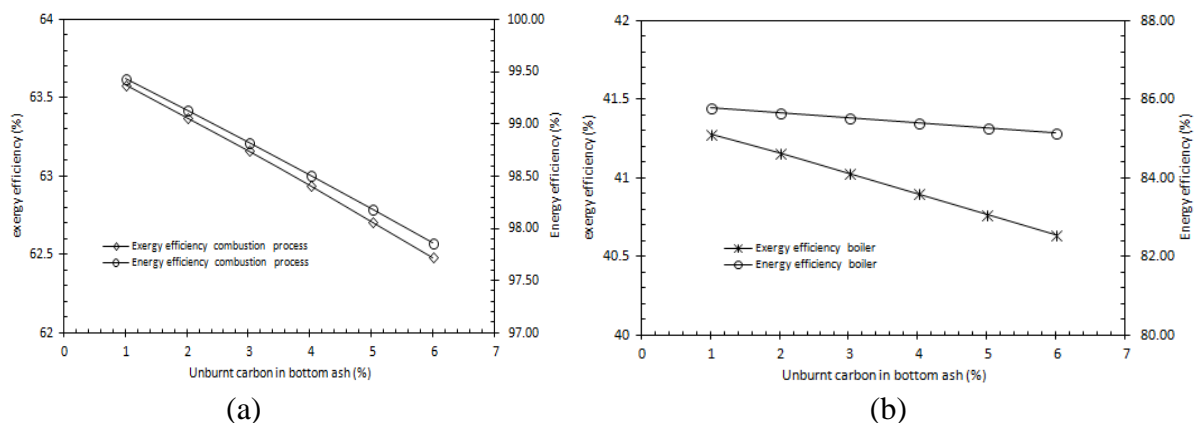 64
63.5
63
62.5
62
100.00
99.50
99.00
98.50
98.00
97.50
97.00
exergy efficiency (%)
Energy efficiency (%)
Exergy efficiency combustion process
Energy efficiency combustion process
0 1 2 3 4 5 6 7
Unburnt carbon in bottom ash (%)
(a)
42
41.5
41
40.5
40
88.00
86.00
84.00
82.00
80.00
exergy efficiency (%)
Energy efficiency (%)
Exergy efficiency boiler
Energy efficiency boiler
0 1 2 3 4 5 6 7
Unburnt carbon in bottom ash (%)
(b)